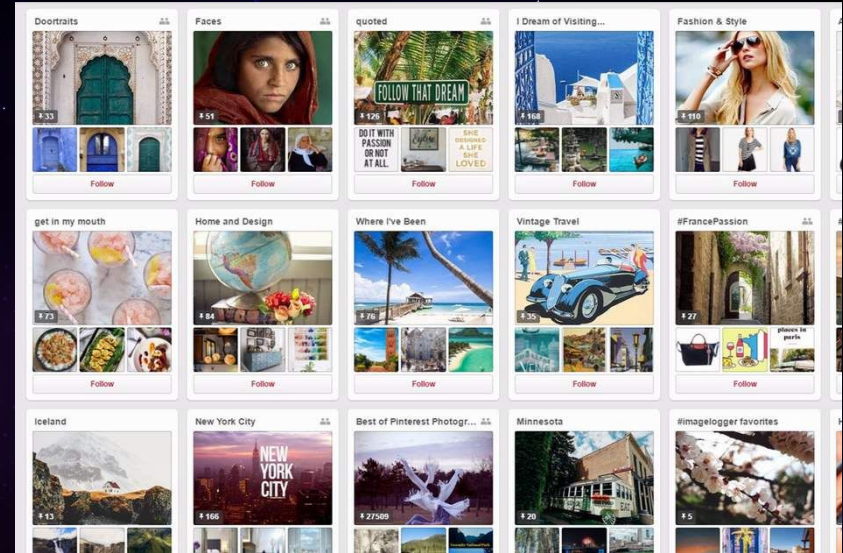 Doortraits
33
Follow
Faces
51
Follow
quoted
FOLLOW THAT DREAM
126
DO IT WITH
PASSION
OR NOT
AT ALL.
Explore
SHE
DESIGNED
A LIFE
SHE
LOVED
Follow
I Dream of Visiting...
168
Follow
Fashion & Style
110
Follow
get in my mouth
73
Follow
Home and Design
84
Follow
Where I've Been
76
Follow
Vintage Travel
35
Follow
#FrancePassion
27
places in
paris
Follow
Iceland
13
New York City
NEW
YORK
CITY
166
Best of Pinterest Photogr...
27509
Minnesota
20
#imagelogger favorites
5